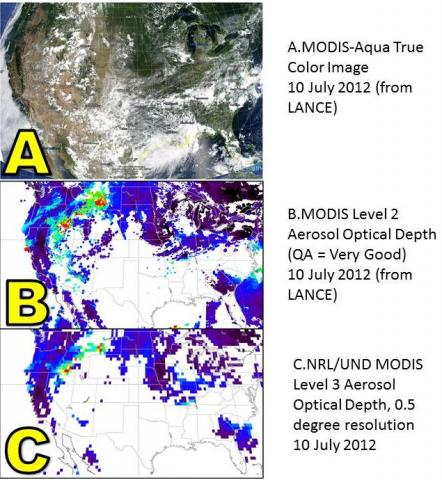 A
A.MODIS-Aqua True
Color Image
10 July 2012 (from
LANCE)
B
B.MODIS Level 2
Aerosol Optical Depth
(QA = Very Good)
10 July 2012 (from
LANCE)
C
C.NRL/UND MODIS
Level 3 Aerosol
Optical Depth, 0.5
degree resolution
10 July 2012